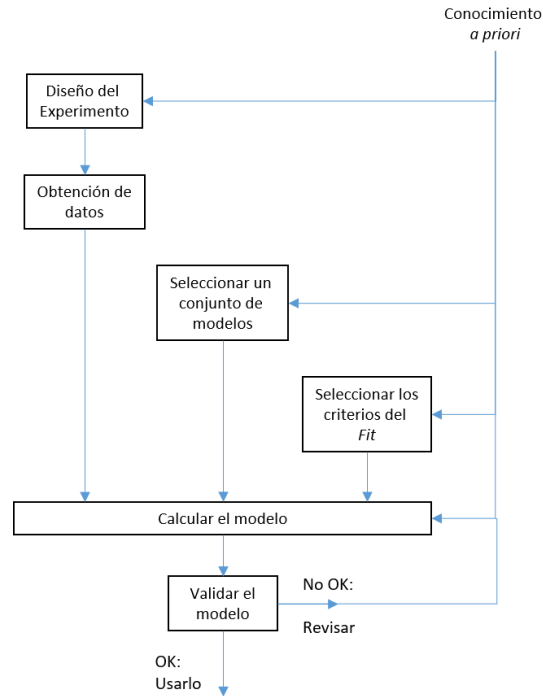 Conocimiento
a priori
Diseño del
Experimento
Obtención de
datos
Seleccionar un
conjunto de
modelos
Seleccionar los
criterios del
Fit
Calcular el modelo
Validar el
modelo
No OK:
Revisar
OK:
Usarlo